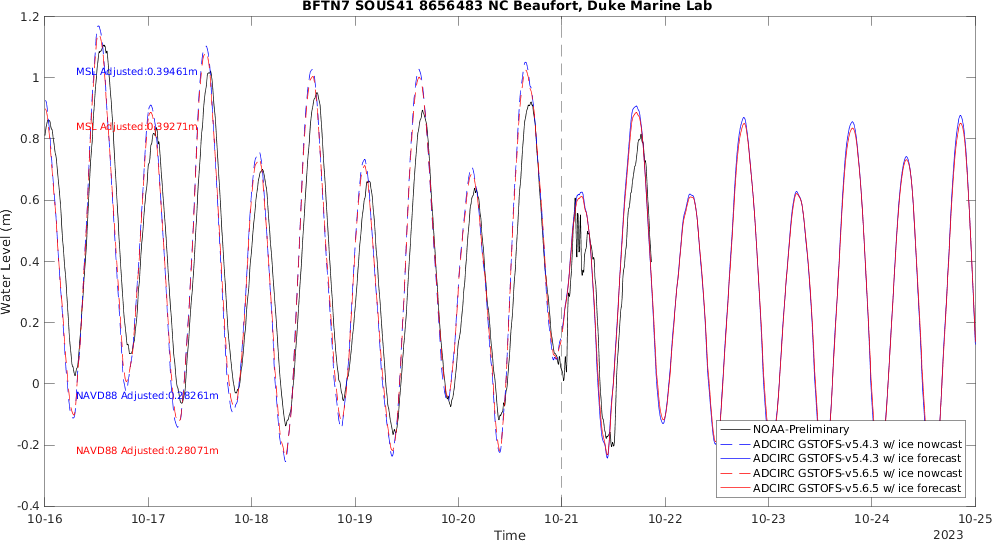 BFTN7 SOUS41 8656483 NC Beaufort, Duke Marine Lab
1.2
1
0.8
0.6
0.4
0.2
0
-0.2
-0.4
Water Level (m)
MSL Adjusted:0.39461m
MSL Adjusted:0.39271m
NAVD88 Adjusted:0.28261m
NAVD88 Adjusted:0.28071m
NOAA-Preliminary
ADCIRC GSTOFS-v5.4.3 w/ ice nowcast
ADCIRC GSTOFS-v5.4.3 w/ ice forecast
ADCIRC GSTOFS-v5.6.5 w/ ice nowcast
ADCIRC GSTOFS-v5.6.5 w/ ice forecast
10-16 10-17 10-18 10-19 10-20 10-21 10-22 10-23 10-24 10-25
Time
2023